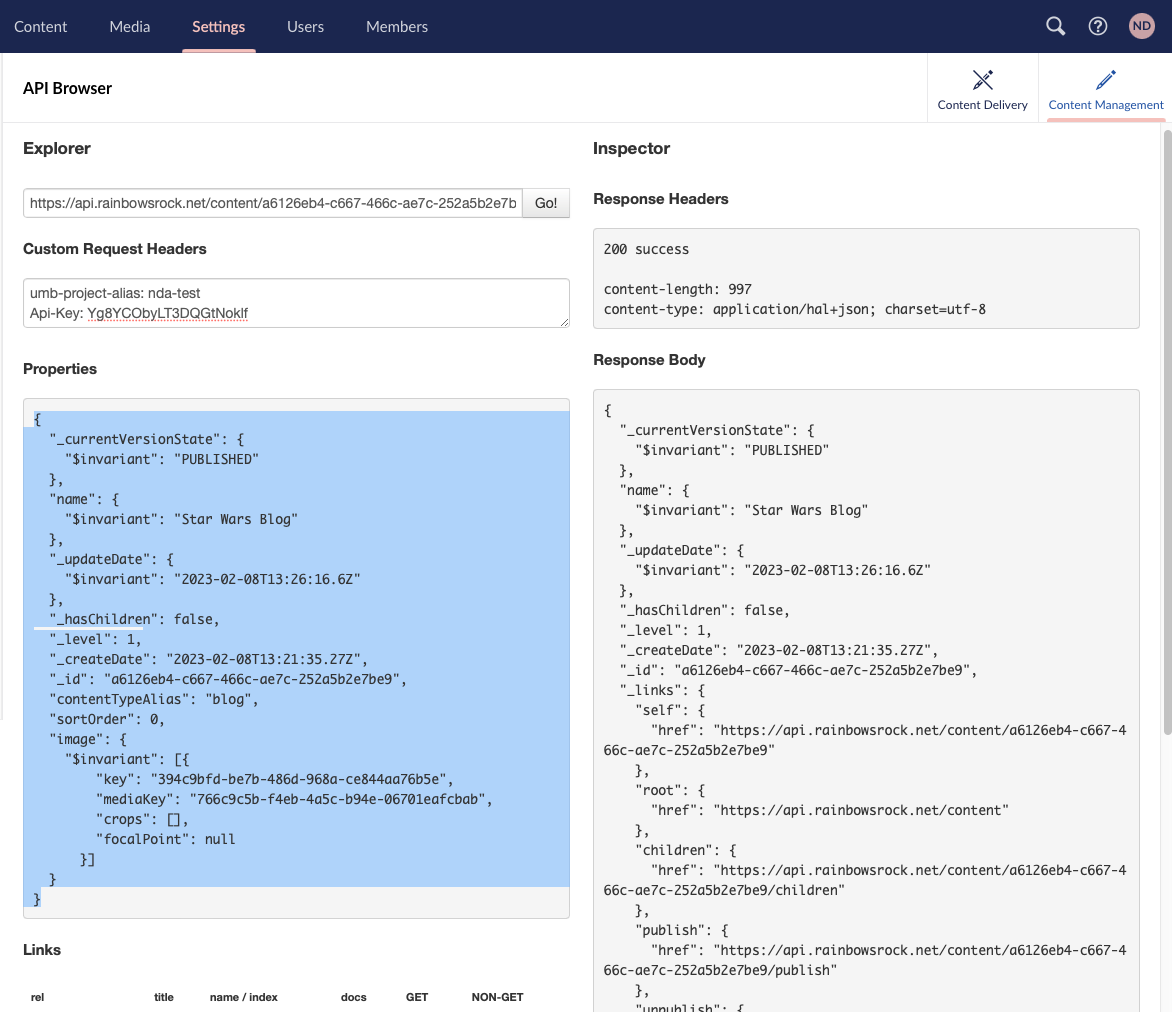 Content Media Settings Users Members ND
API Browser
Content Delivery Content Management
Explorer
https://api.rainbowsrock.net/content/a6126eb4-c667-466c-ae7c-252a5b2e7b Go!
Custom Request Headers
umb-project-alias: nda-test
Api-Key: Yg8YCObyLT3DQGtNoklf
Properties
{
"_currentVersionState": {
"$invariant": "PUBLISHED"
},
"name": {
"$invariant": "Star Wars Blog"
},
"_updateDate": {
"$invariant": "2023-02-08T13:26:16.6Z"
},
"_hasChildren": false,
"_level": 1,
"_createDate": "2023-02-08T13:21:35.27Z",
"_id": "a6126eb4-c667-466c-ae7c-252a5b2e7be9",
"contentTypeAlias": "blog",
"sortOrder": 0,
"image": {
"$invariant": [{
"key": "394c9bfd-be7b-486d-968a-ce844aa76b5e",
"mediaKey": "766c9c5b-f4eb-4a5c-b94e-06701eafcbab",
"crops": [],
"focalPoint": null
}]
}
}
Links
rel title name / index docs GET NON-GET
Inspector
Response Headers
200 success
content-length: 997
content-type: application/hal+json; charset=utf-8
Response Body
{
"_currentVersionState": {
"$invariant": "PUBLISHED"
},
"name": {
"$invariant": "Star Wars Blog"
},
"_updateDate": {
"$invariant": "2023-02-08T13:26:16.6Z"
},
"_hasChildren": false,
"_level": 1,
"_createDate": "2023-02-08T13:21:35.27Z",
"_id": "a6126eb4-c667-466c-ae7c-252a5b2e7be9",
"_links": {
"self": {
"href": "https://api.rainbowsrock.net/content/a6126eb4-c667-4
66c-ae7c-252a5b2e7be9"
},
"root": {
"href": "https://api.rainbowsrock.net/content"
},
"children": {
"href": "https://api.rainbowsrock.net/content/a6126eb4-c667-4
66c-ae7c-252a5b2e7be9/children"
},
"publish": {
"href": "https://api.rainbowsrock.net/content/a6126eb4-c667-4
66c-ae7c-252a5b2e7be9/publish"
},
"unpublish": {